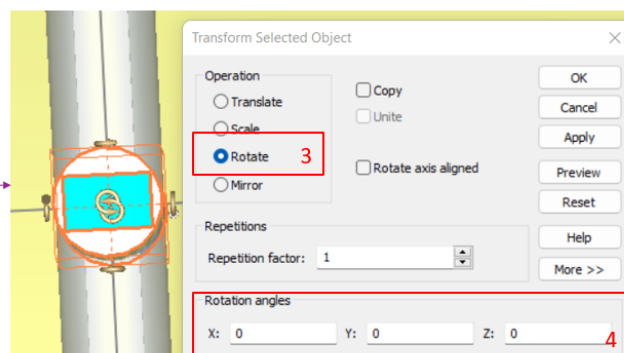 Transform Selected Object
Operation
Translate
Scale
Rotate
3
Mirror
Copy
Unite
Rotate axis aligned
OK
Cancel
Apply
Preview
Reset
Help
More >>
Repetitions
Repetition factor: 1
Rotation angles
X: 0 Y: 0 Z: 0
4